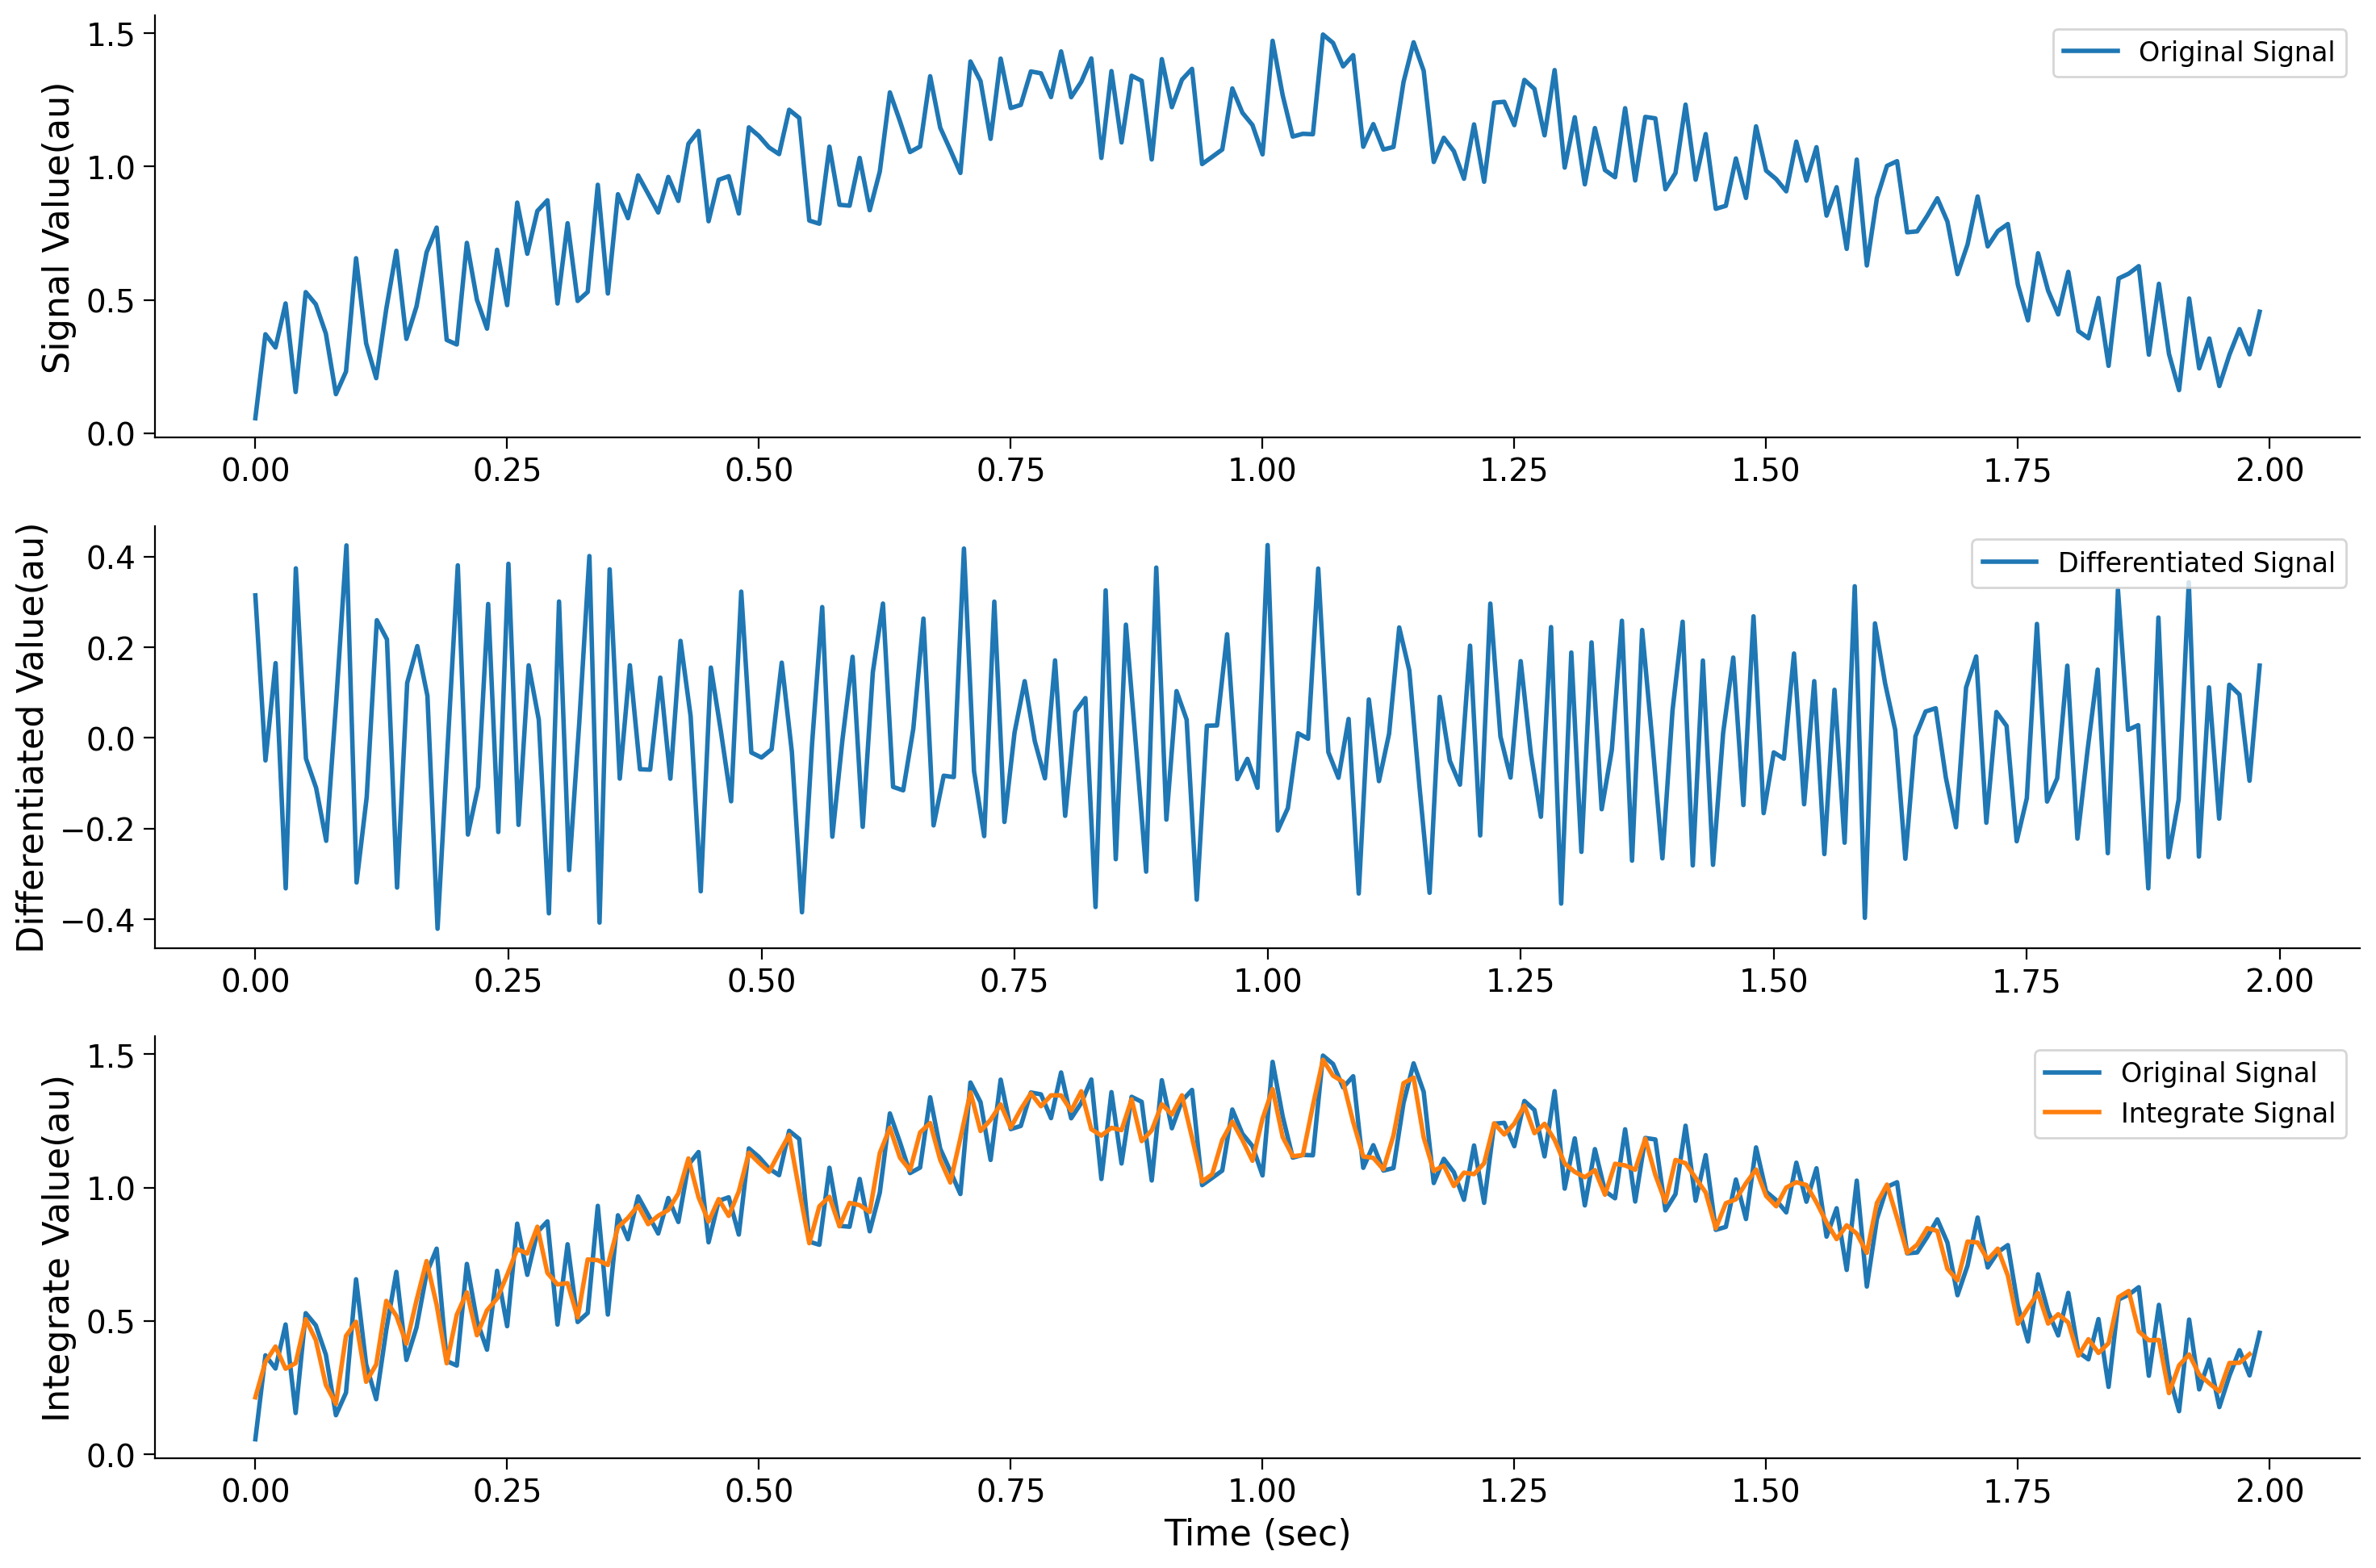 Signal Value(au)
1.5
1.0
0.5
0.0
Original Signal
0.00 0.25 0.50 0.75 1.00 1.25 1.50 1.75 2.00
Differentiated Value(au)
0.4
0.2
0.0
−0.2
−0.4
Differentiated Signal
0.00 0.25 0.50 0.75 1.00 1.25 1.50 1.75 2.00
Integrate Value(au)
1.5
1.0
0.5
0.0
Original Signal
Integrate Signal
0.00 0.25 0.50 0.75 1.00 1.25 1.50 1.75 2.00
Time (sec)